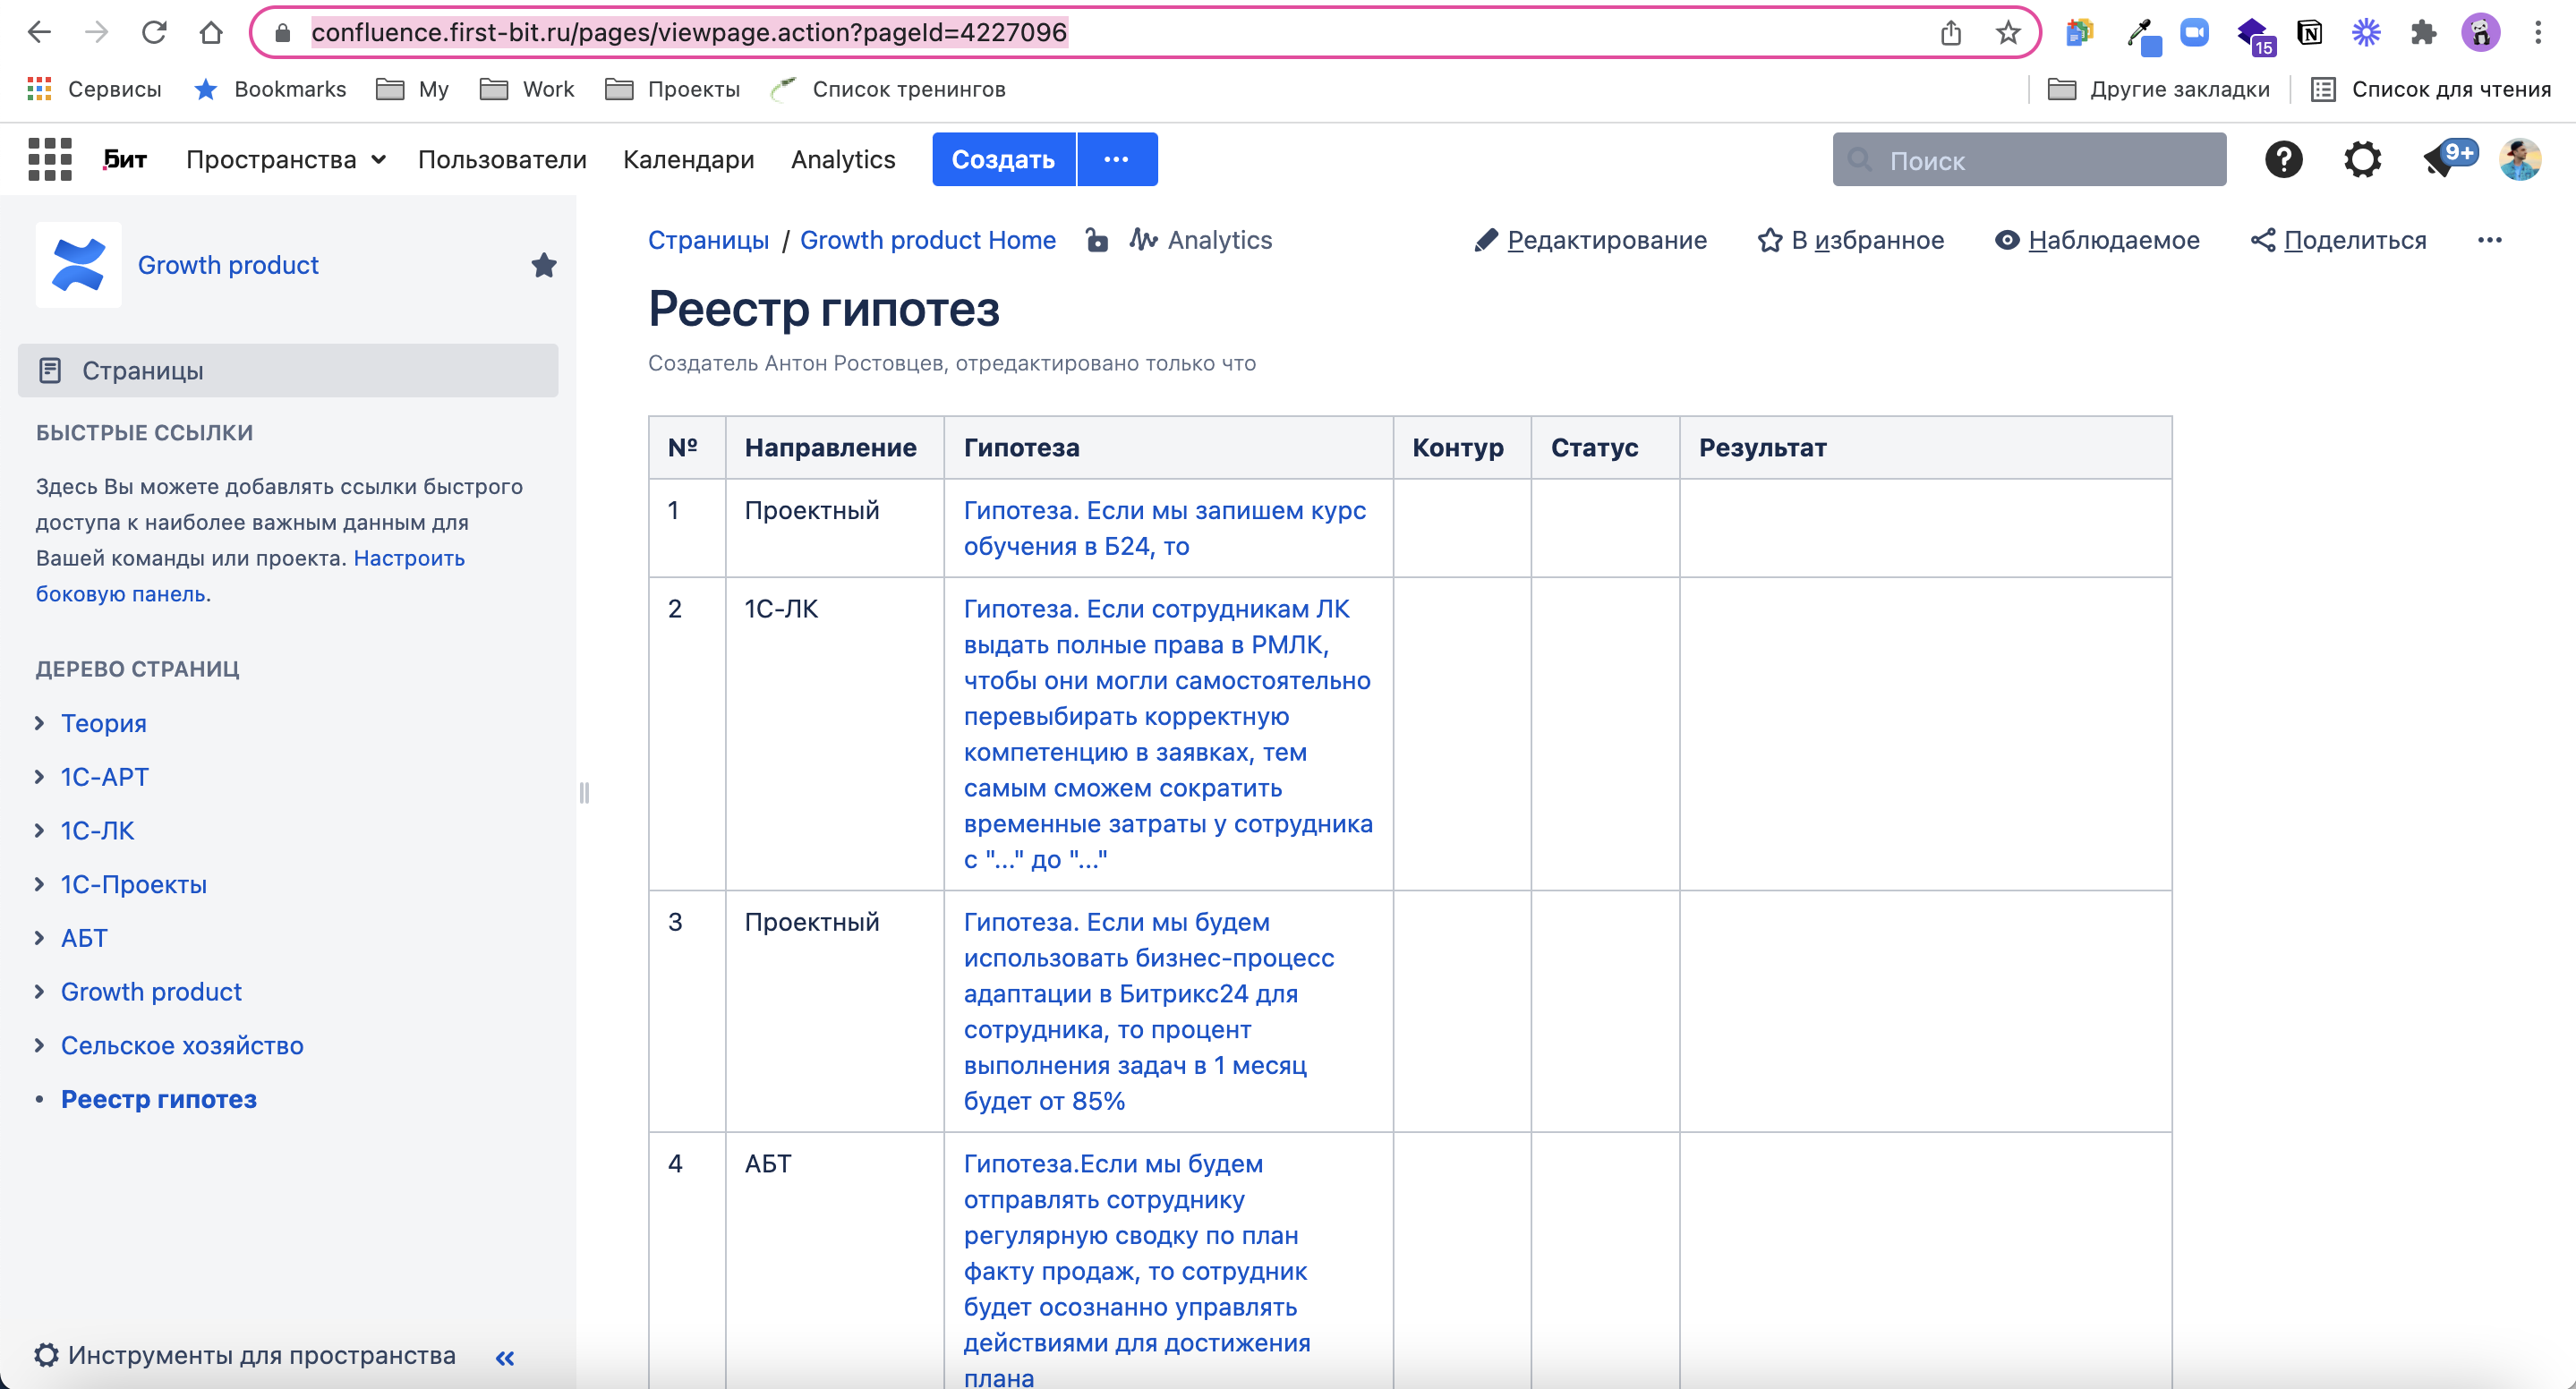 confluence.first-bit.ru/pages/viewpage.action?pageId=4227096
15
Сервисы
Bookmarks
My
Work
Проекты
Список тренингов
Другие закладки
Список для чтения
Бит
Пространства
Пользователи
Календари
Analytics
Создать
Поиск
9+
Growth product
Страницы
БЫСТРЫЕ ССЫЛКИ
Здесь Вы можете добавлять ссылки быстрого
доступа к наиболее важным данным для
Вашей команды или проекта. Настроить
боковую панель.
ДЕРЕВО СТРАНИЦ
Теория
1С-АРТ
1С-ЛК
1С-Проекты
АБТ
Growth product
Сельское хозяйство
Реестр гипотез
Инструменты для пространства
Страницы / Growth product Home
Analytics
Редактирование
В избранное
Наблюдаемое
Поделиться
Реестр гипотез
Создатель Антон Ростовцев, отредактировано только что
№ Направление Гипотеза Контур Статус Результат
1 Проектный Гипотеза. Если мы запишем курс
обучения в Б24, то
2 1С-ЛК Гипотеза. Если сотрудникам ЛК
выдать полные права в РМЛК,
чтобы они могли самостоятельно
перевыбирать корректную
компетенцию в заявках, тем
самым сможем сократить
временные затраты у сотрудника
с "..." до "..."
3 Проектный Гипотеза. Если мы будем
использовать бизнес-процесс
адаптации в Битрикс24 для
сотрудника, то процент
выполнения задач в 1 месяц
будет от 85%
4 АБТ Гипотеза.Если мы будем
отправлять сотруднику
регулярную сводку по план
факту продаж, то сотрудник
будет осознанно управлять
действиями для достижения
плана